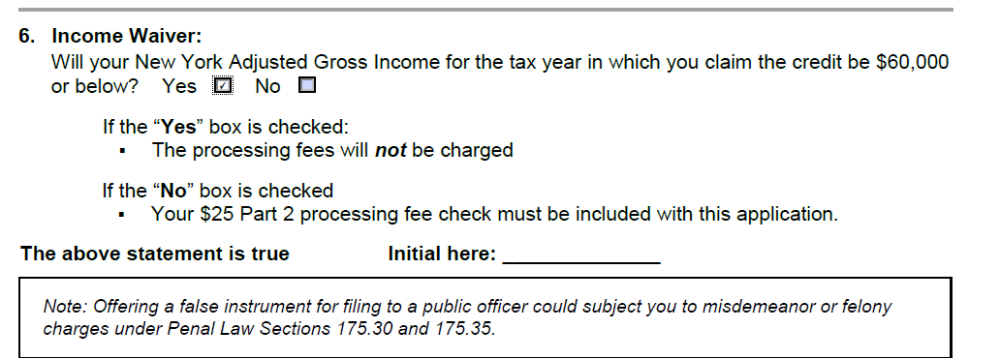 6. Income Waiver:
Will your New York Adjusted Gross Income for the tax year in which you claim the credit be $60,000
or below? Yes ☑ No ☐
If the “Yes” box is checked:
▪ The processing fees will not be charged
If the “No” box is checked
▪ Your $25 Part 2 processing fee check must be included with this application.
The above statement is true Initial here: _______________
Note: Offering a false instrument for filing to a public officer could subject you to misdemeanor or felony
charges under Penal Law Sections 175.30 and 175.35.